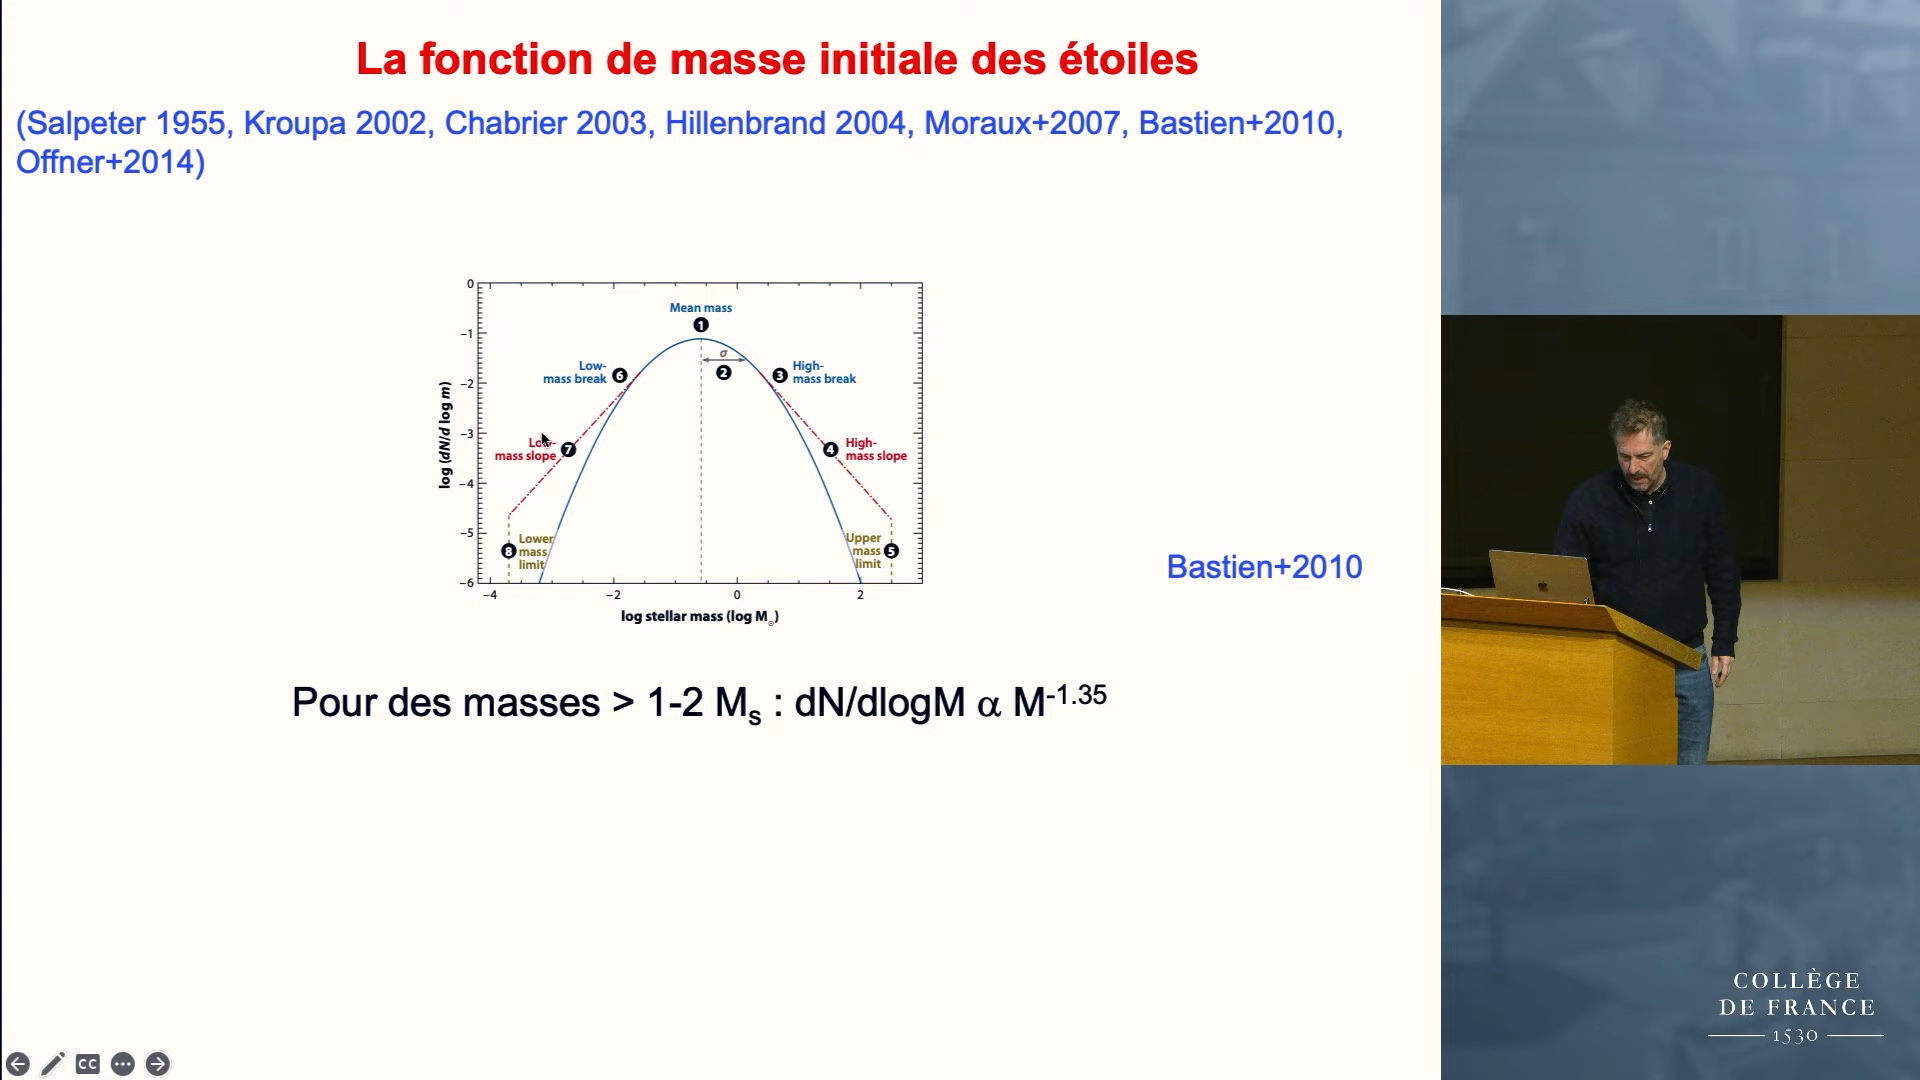 La fonction de masse initiale des étoiles
(Salpeter 1955, Kroupa 2002, Chabrier 2003, Hillenbrand 2004, Moraux+2007, Bastien+2010,
Offner+2014)
0
−1
−2
−3
−4
−5
−6
log (dN/d log m)
Mean mass
1
σ
2
Low-
mass break
6
3
High-
mass break
Low-
mass slope
7
4
High-
mass slope
8
Lower
mass
limit
Upper
mass
limit
5
−4
−2
0
2
log stellar mass (log M☉)
Bastien+2010
Pour des masses > 1-2 Ms : dN/dlogM α M-1.35
CC
COLLÈGE
DE FRANCE
1530